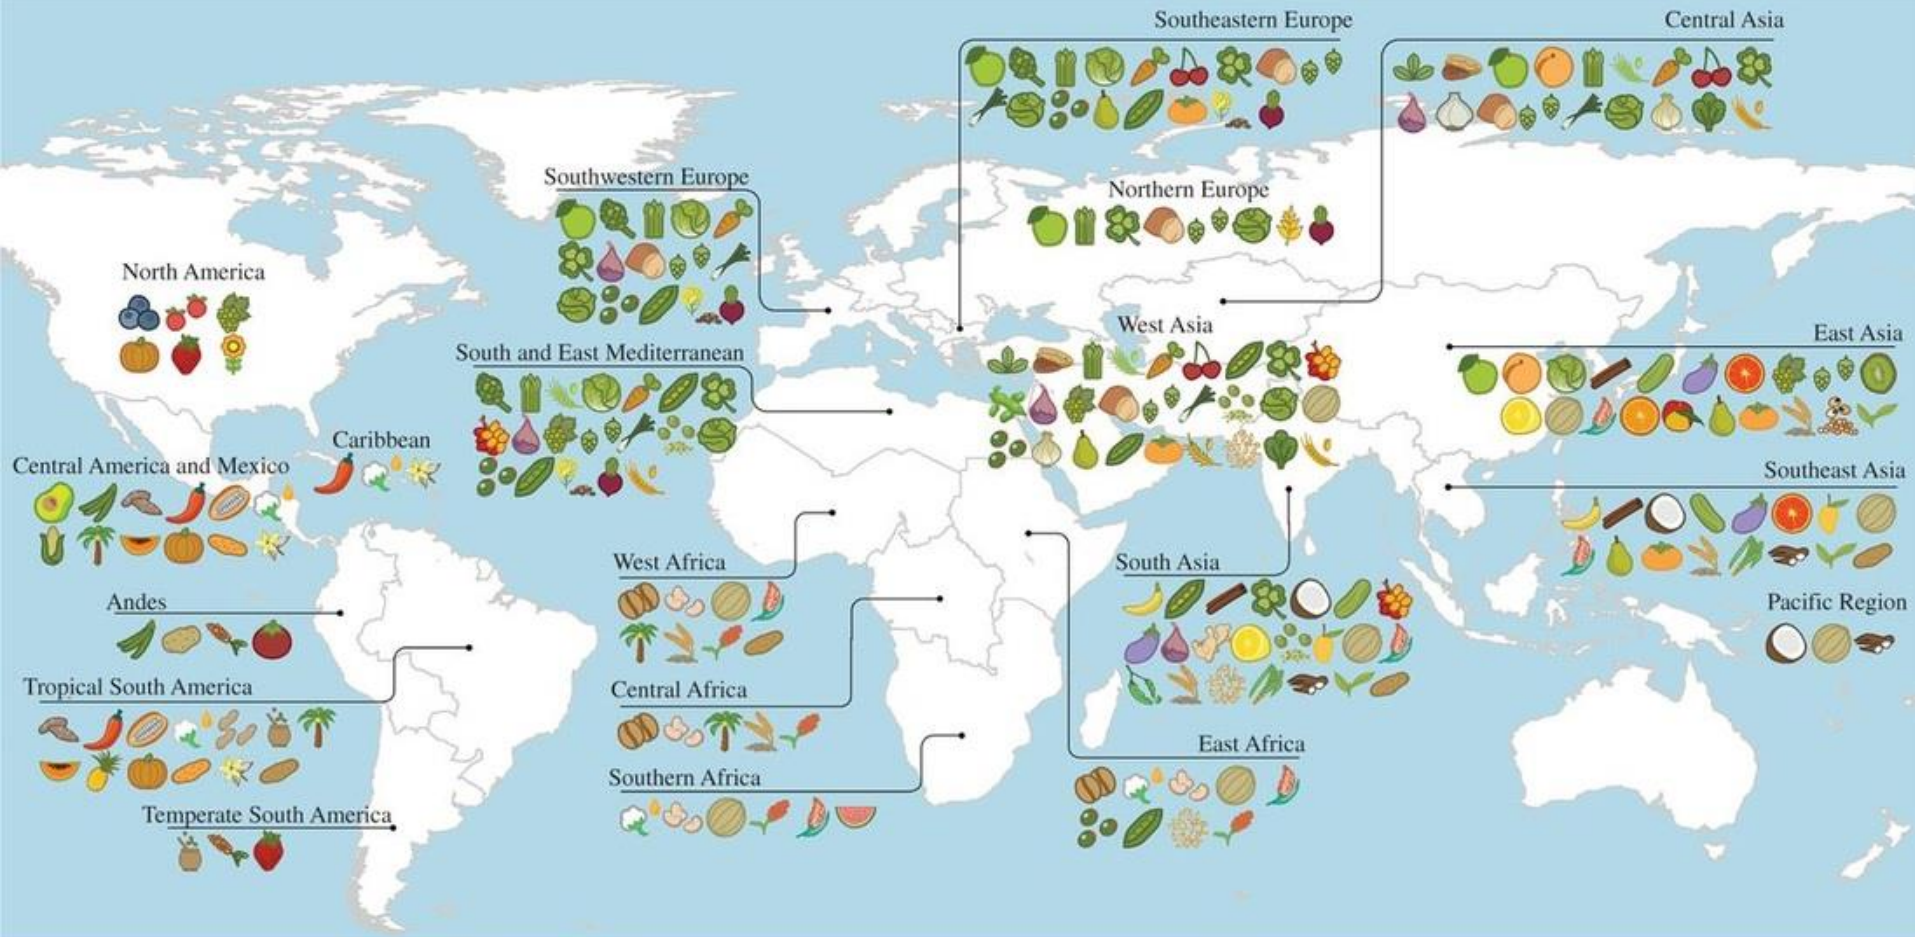 Southeastern Europe
Central Asia
Southwestern Europe
Northern Europe
North America
West Asia
East Asia
South and East Mediterranean
Caribbean
Central America and Mexico
Southeast Asia
West Africa
South Asia
Andes
Pacific Region
Tropical South America
Central Africa
East Africa
Southern Africa
Temperate South America